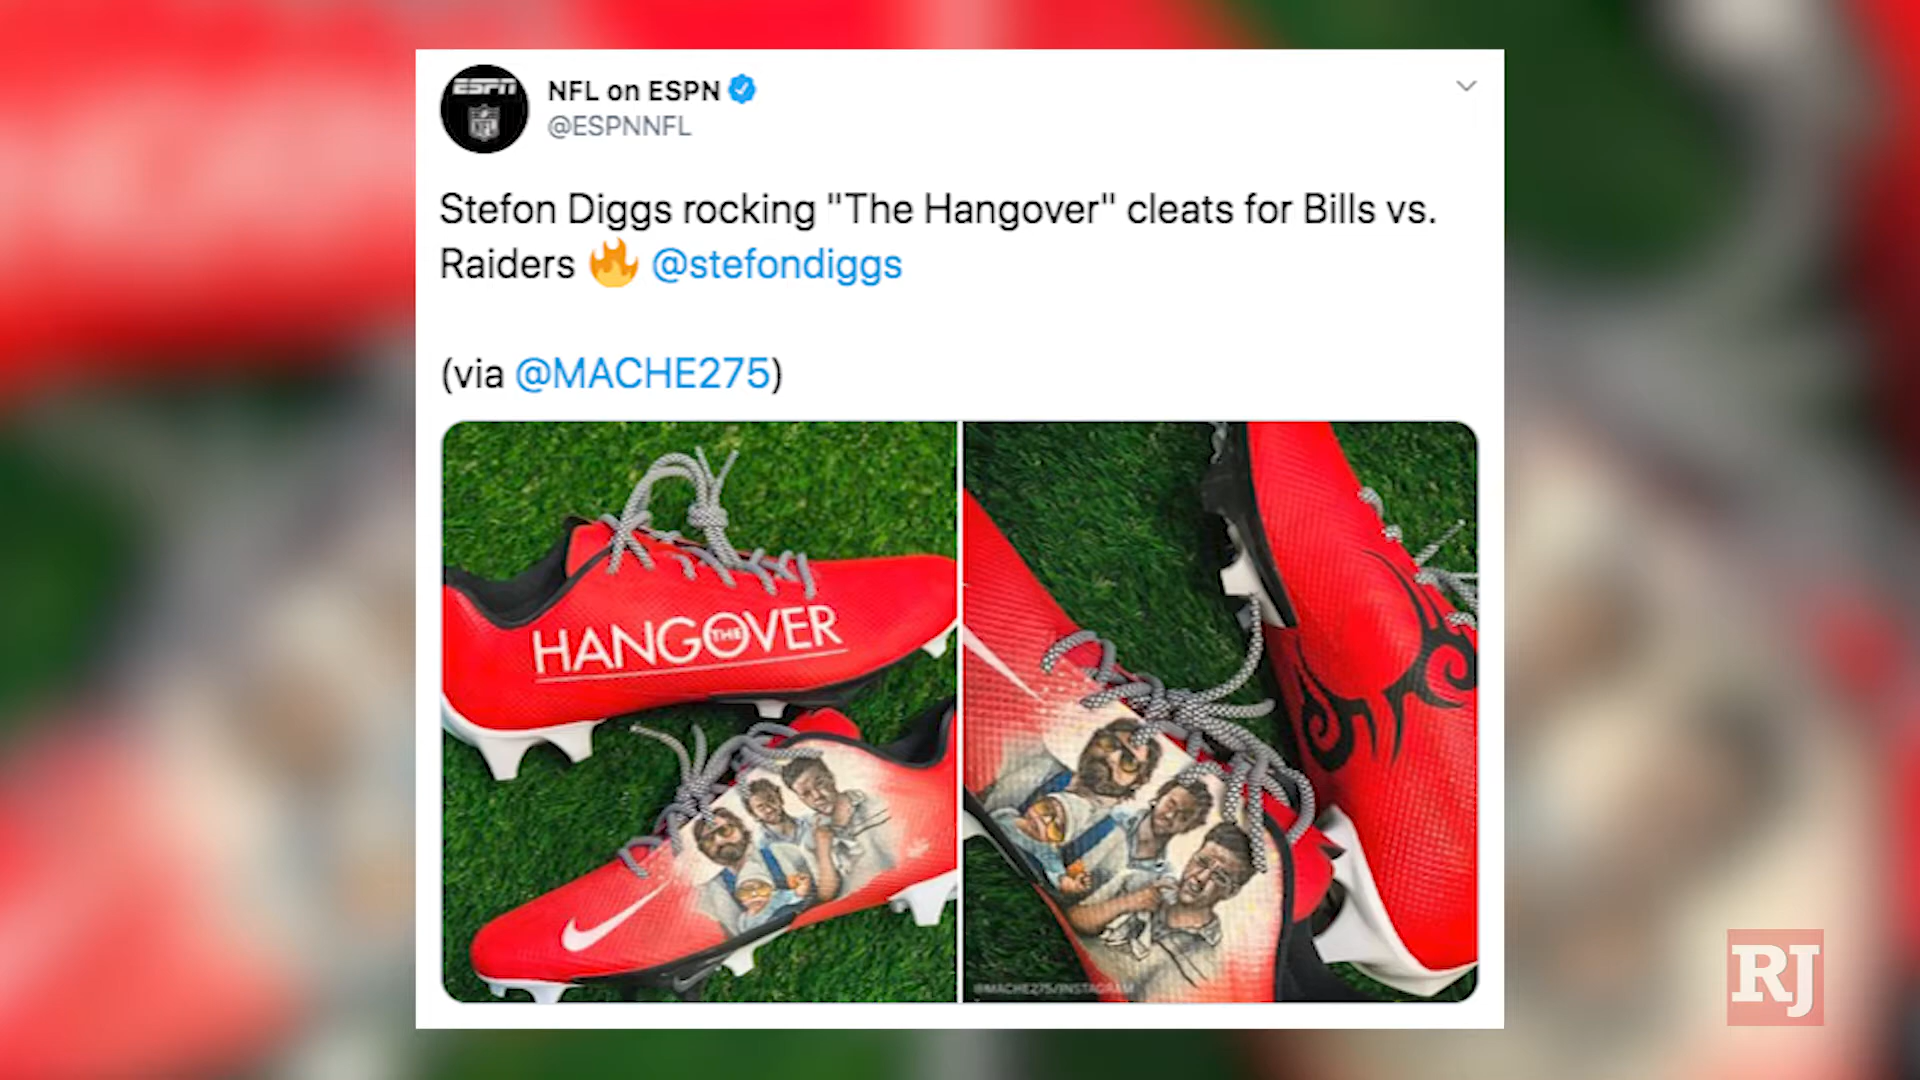 ESPN
NFL
NFL on ESPN
@ESPNNFL
Stefon Diggs rocking "The Hangover" cleats for Bills vs.
Raiders 🔥 @stefondiggs
(via @MACHE275)
THE
HANGOVER
@MACHE275/INSTAGRAM
RJ